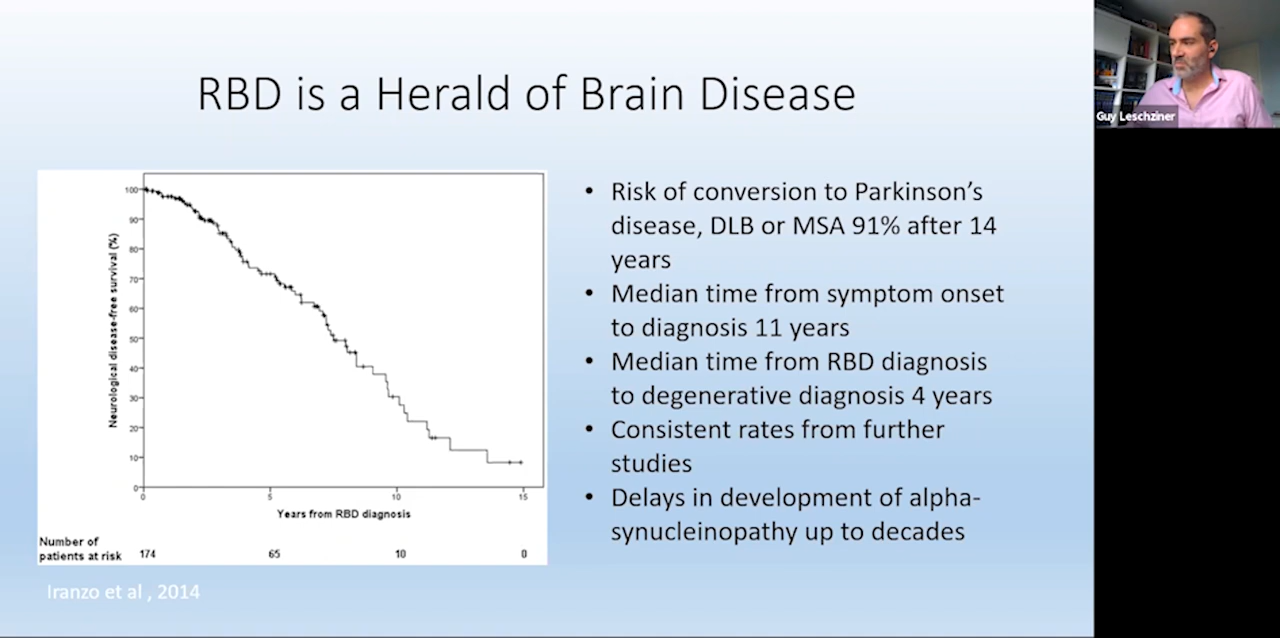 RBD is a Herald of Brain Disease
Guy Leschziner
Neurological disease-free survival (%)
100
90
80
70
60
50
40
30
20
10
0
0 5 10 15
Years from RBD diagnosis
Number of
patients at risk 174 65 10 0
Iranzo et al , 2014
• Risk of conversion to Parkinson’s
disease, DLB or MSA 91% after 14
years
• Median time from symptom onset
to diagnosis 11 years
• Median time from RBD diagnosis
to degenerative diagnosis 4 years
• Consistent rates from further
studies
• Delays in development of alpha-
synucleinopathy up to decades